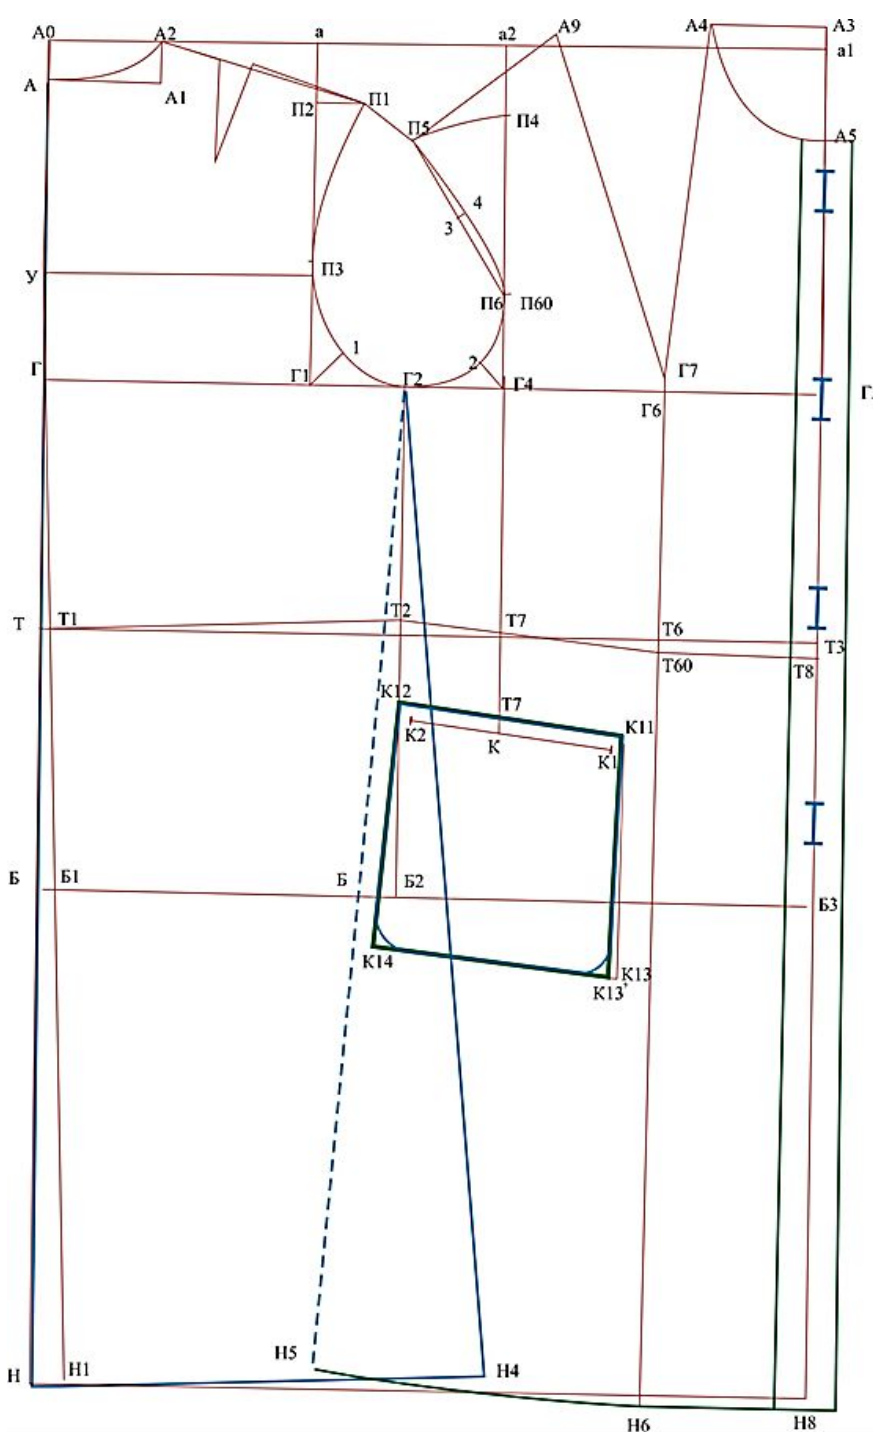 А0 А2 а а2 А9 А4 А3
а1
А А1 П2 П1 П5 П4 А5
4
3
У П3 П6 П60
1 2
Г Г1 Г2 Г4 Г7
Г6
Т Т1 Т2 Т7 Т6 Т3
Т60 Т8
К12 Т7 К11
К2 К К1
Б Б1 Б Б2 Б3
К14 К13
К13'
Н Н1 Н5 Н4
Н6 Н8